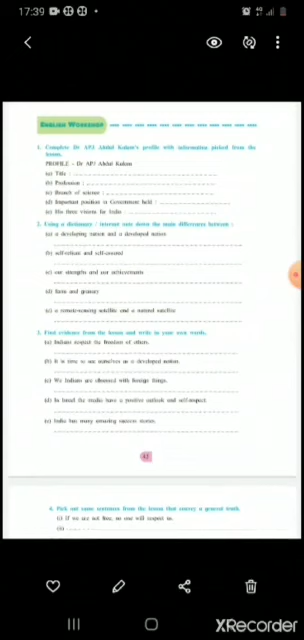 17:39
4G
ENGLISH WORKSHOP
1. Complete Dr APJ Abdul Kalam's profile with information picked from the
lesson.
PROFILE - Dr APJ Abdul Kalam
(a) Title :
(b) Profession :
(c) Branch of science :
(d) Important position in Government held :
(e) His three visions for India :
2. Using a dictionary / internet note down the main differences between :
(a) a developing nation and a developed nation
(b) self-reliant and self-assured
(c) our strengths and our achievements
(d) farm and granary
(e) a remote-sensing satellite and a natural satellite
3. Find evidence from the lesson and write in your own words.
(a) Indians respect the freedom of others.
(b) It is time to see ourselves as a developed nation.
(c) We Indians are obsessed with foreign things.
(d) In Israel the media have a positive outlook and self-respect.
(e) India has many amazing success stories.
4. Pick out some sentences from the lesson that convey a general truth.
(i) If we are not free, no one will respect us.
(ii)
XRecorder